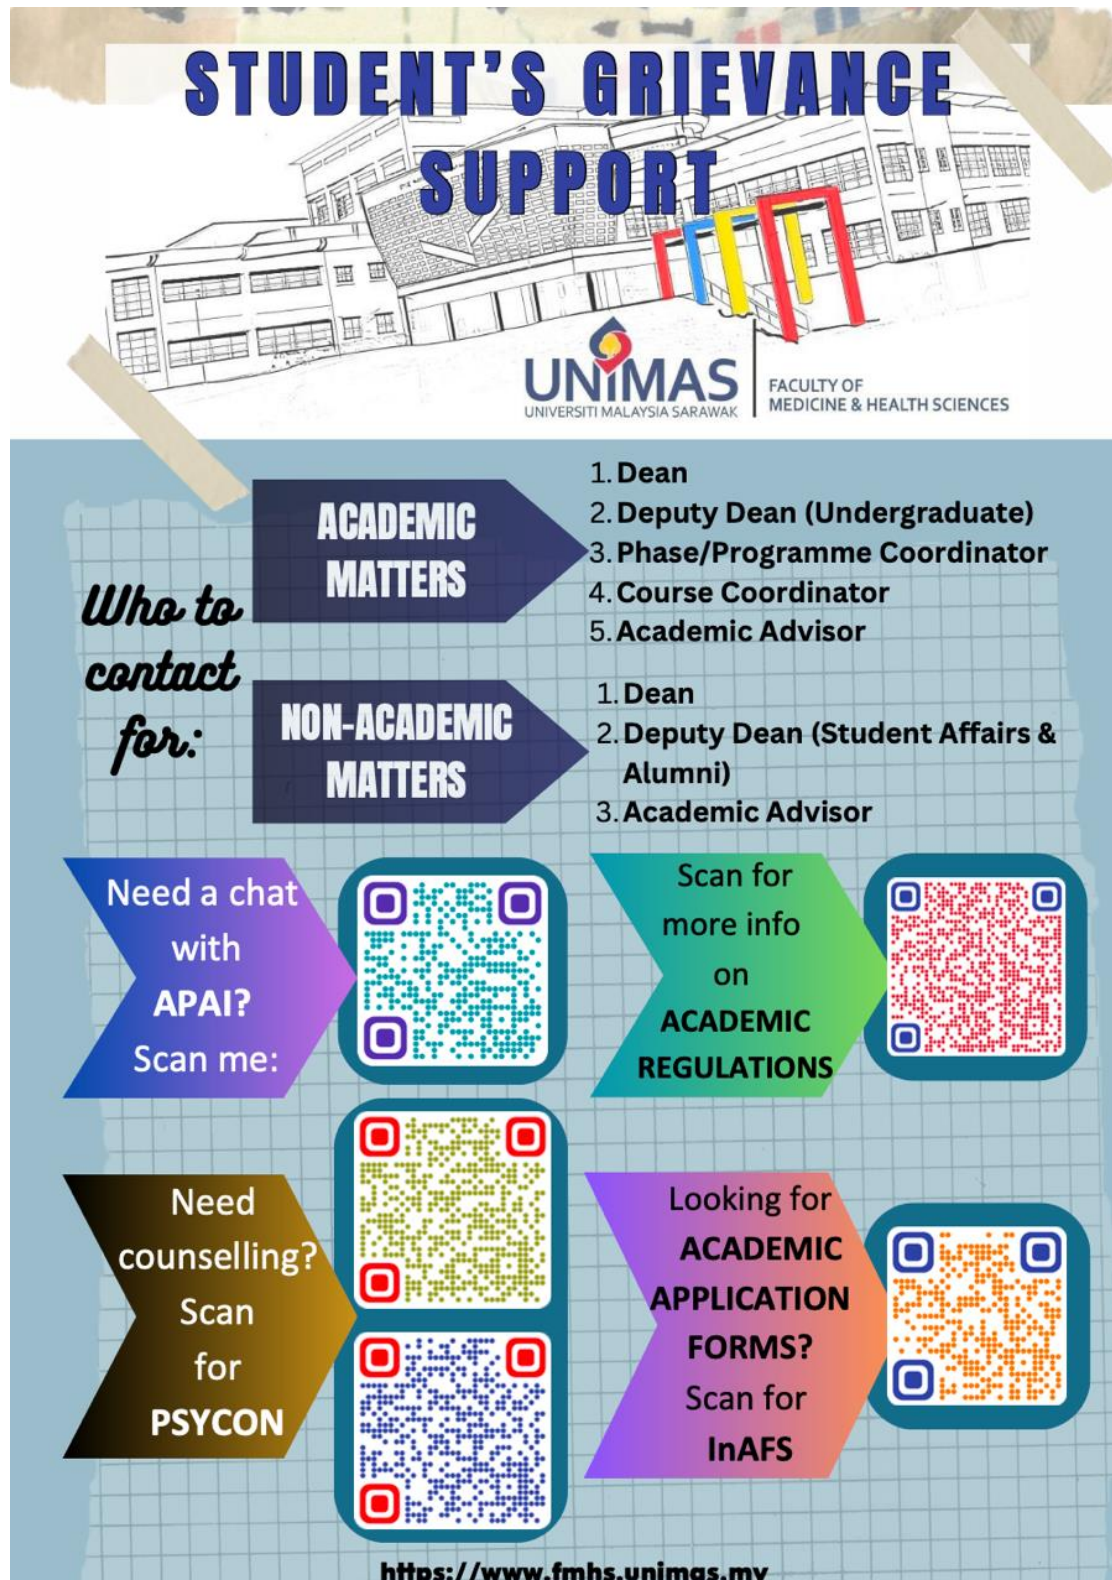 STUDENT'S GRIEVANCE
SUPPORT
UNIMAS
UNIVERSITI MALAYSIA SARAWAK
FACULTY OF
MEDICINE & HEALTH SCIENCES
Who to
contact
for:
ACADEMIC
MATTERS
1. Dean
2. Deputy Dean (Undergraduate)
3. Phase/Programme Coordinator
4. Course Coordinator
5. Academic Advisor
NON-ACADEMIC
MATTERS
1. Dean
2. Deputy Dean (Student Affairs &
Alumni)
3. Academic Advisor
Need a chat
with
APAI?
Scan me:
Scan for
more info
on
ACADEMIC
REGULATIONS
Need
counselling?
Scan
for
PSYCON
Looking for
ACADEMIC
APPLICATION
FORMS?
Scan for
InAFS
https://www.fmhs.unimas.my